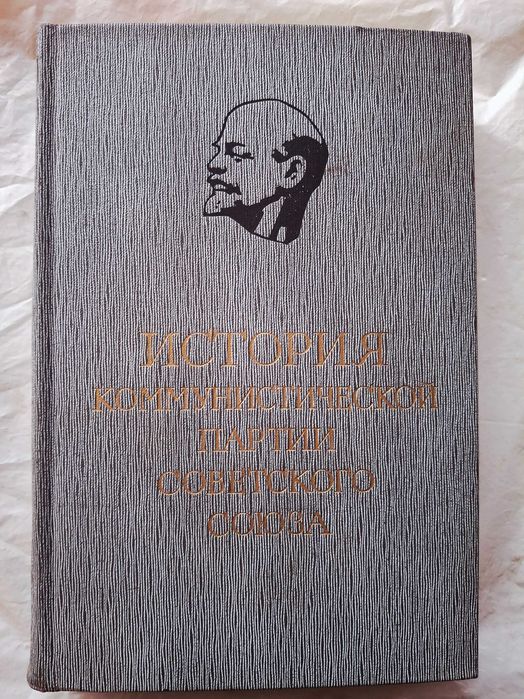 ИСТОРИЯ
КОММУНИСТИЧЕСКОЙ
ПАРТИИ
СОВЕТСКОГО
СОЮЗА